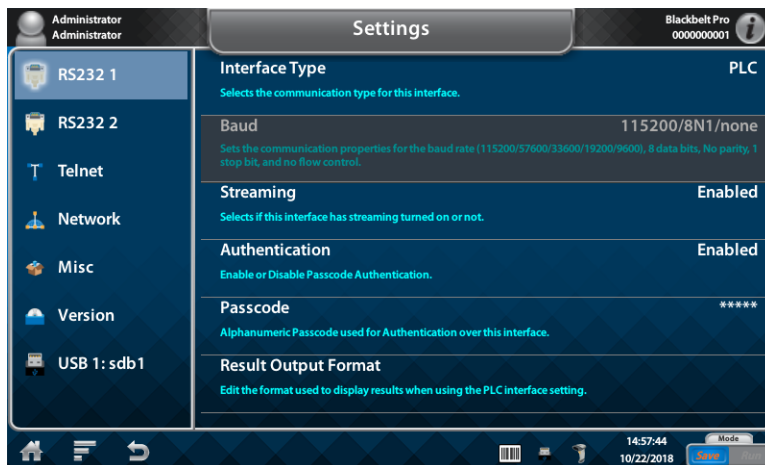 Administrator
Administrator
Settings
Blackbelt Pro
0000000001
RS232 1
RS232 2
Telnet
Network
Misc
Version
USB 1: sdb1
Interface Type
PLC
Selects the communication type for this interface.
Baud
115200/8N1/none
Sets the communication properties for the baud rate (115200/57600/33600/19200/9600), 8 data bits, No parity, 1
stop bit, and no flow control.
Streaming
Enabled
Selects if this interface has streaming turned on or not.
Authentication
Enabled
Enable or Disable Passcode Authentication.
Passcode
*****
Alphanumeric Passcode used for Authentication over this interface.
Result Output Format
Edit the format used to display results when using the PLC interface setting.
14:57:44
10/22/2018
Mode
Save Run